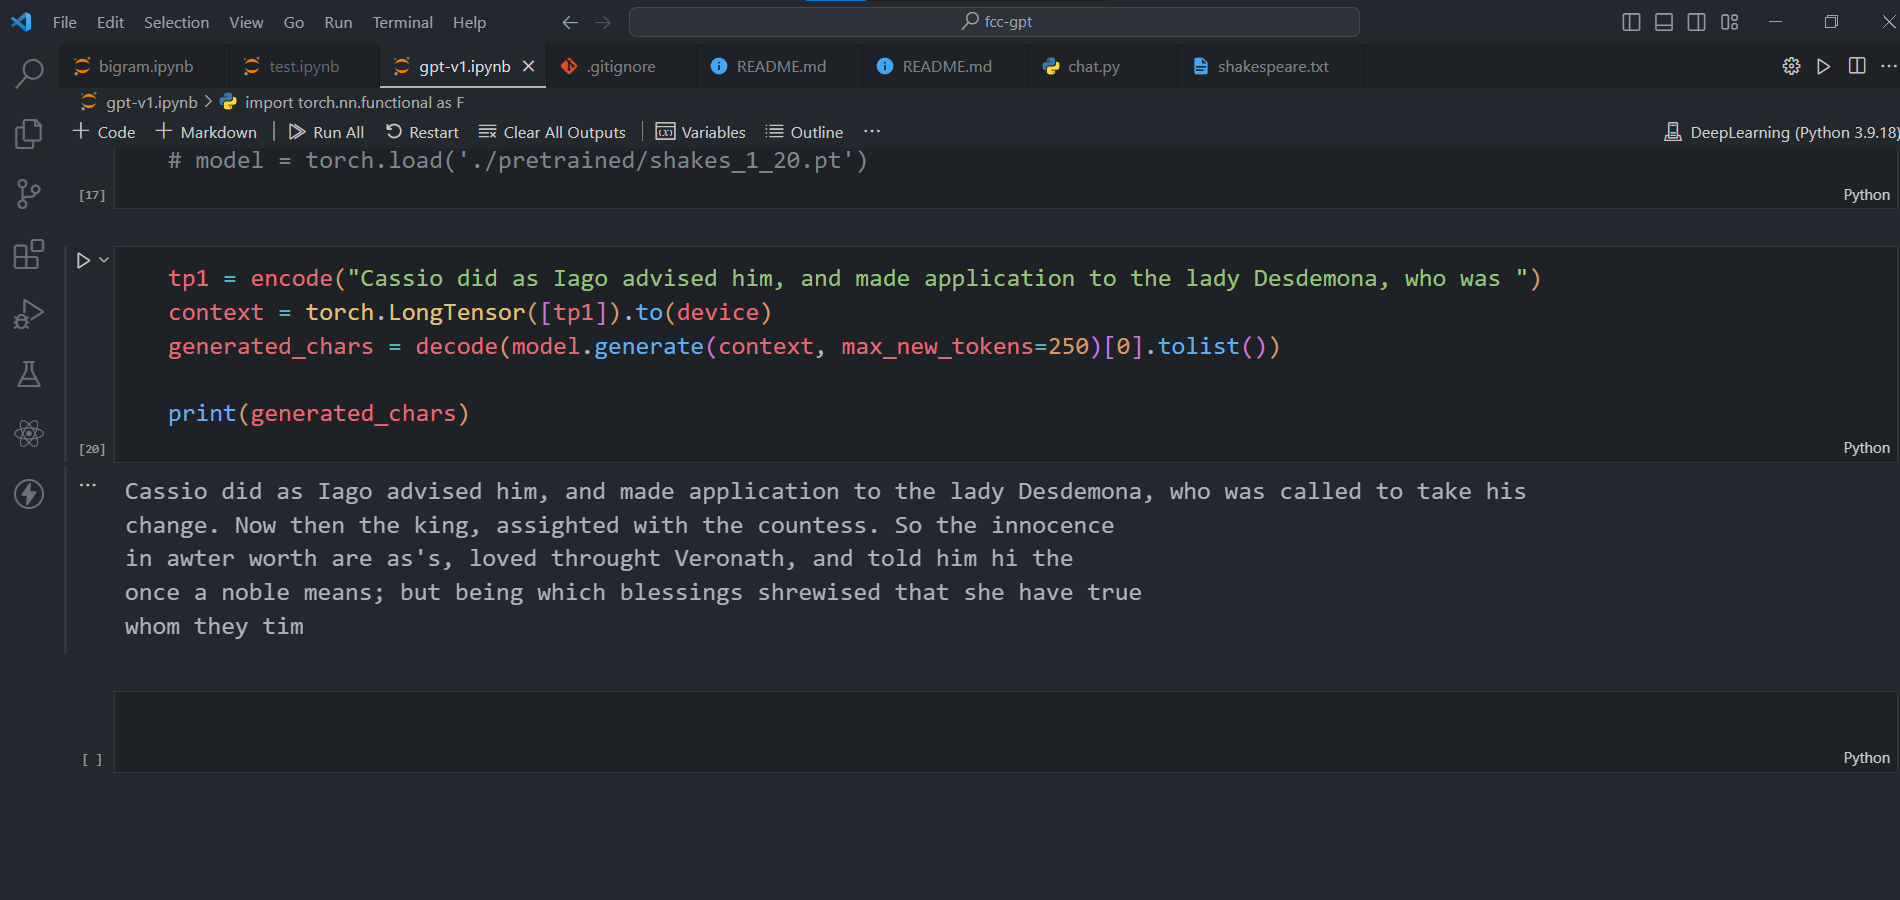 File Edit Selection View Go Run Terminal Help fcc-gpt
bigram.ipynb test.ipynb gpt-v1.ipynb .gitignore README.md README.md chat.py shakespeare.txt
gpt-v1.ipynb > import torch.nn.functional as F
+ Code + Markdown | Run All Restart Clear All Outputs | Variables Outline ... DeepLearning (Python 3.9.18)
# model = torch.load('./pretrained/shakes_1_20.pt')
[17] Python
tp1 = encode("Cassio did as Iago advised him, and made application to the lady Desdemona, who was ")
context = torch.LongTensor([tp1]).to(device)
generated_chars = decode(model.generate(context, max_new_tokens=250)[0].tolist())
print(generated_chars)
[20] Python
... Cassio did as Iago advised him, and made application to the lady Desdemona, who was called to take his
change. Now then the king, assighted with the countess. So the innocence
in awter worth are as's, loved throught Veronath, and told him hi the
once a noble means; but being which blessings shrewised that she have true
whom they tim
[ ] Python